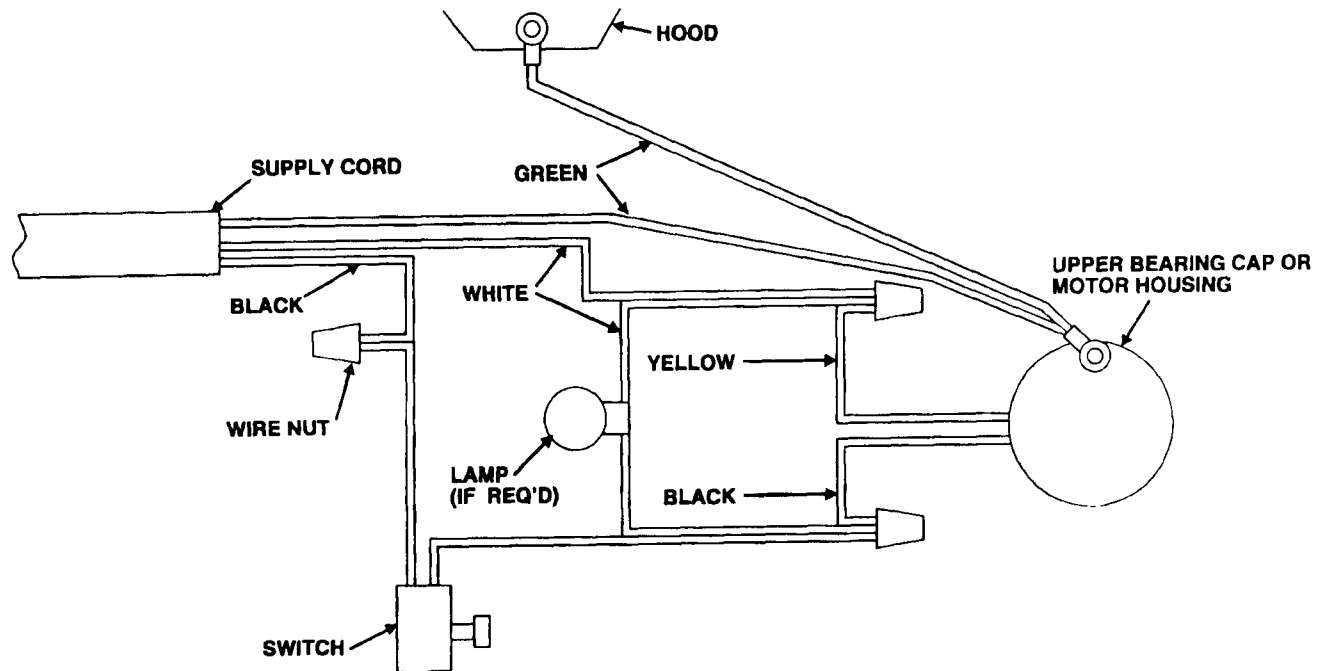 HOOD
SUPPLY CORD
GREEN
UPPER BEARING CAP OR
MOTOR HOUSING
BLACK
WHITE
YELLOW
WIRE NUT
LAMP
(IF REQ'D)
BLACK
SWITCH